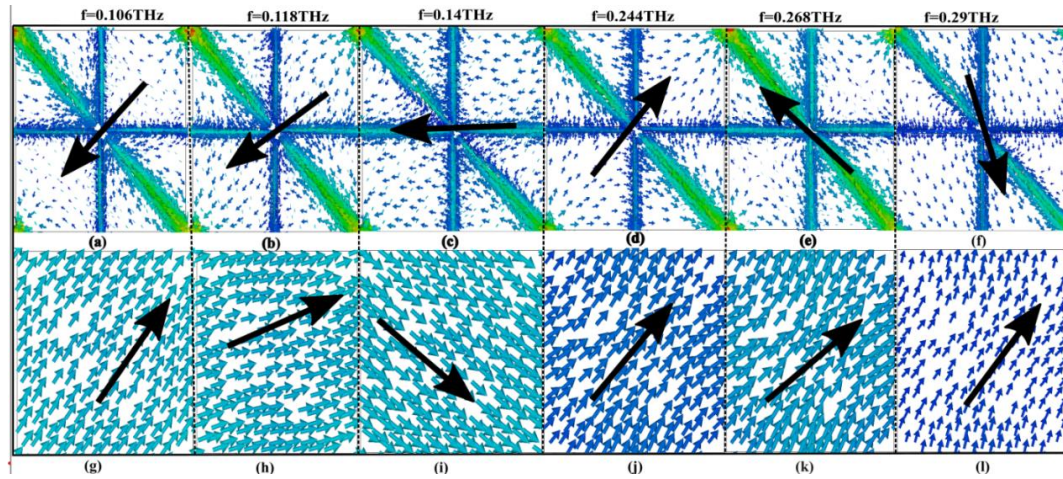 f=0.106THz f=0.118THz f=0.14THz f=0.244THz f=0.268THz f=0.29THz
(a) (b) (c) (d) (e) (f)
(g) (h) (i) (j) (k) (l)